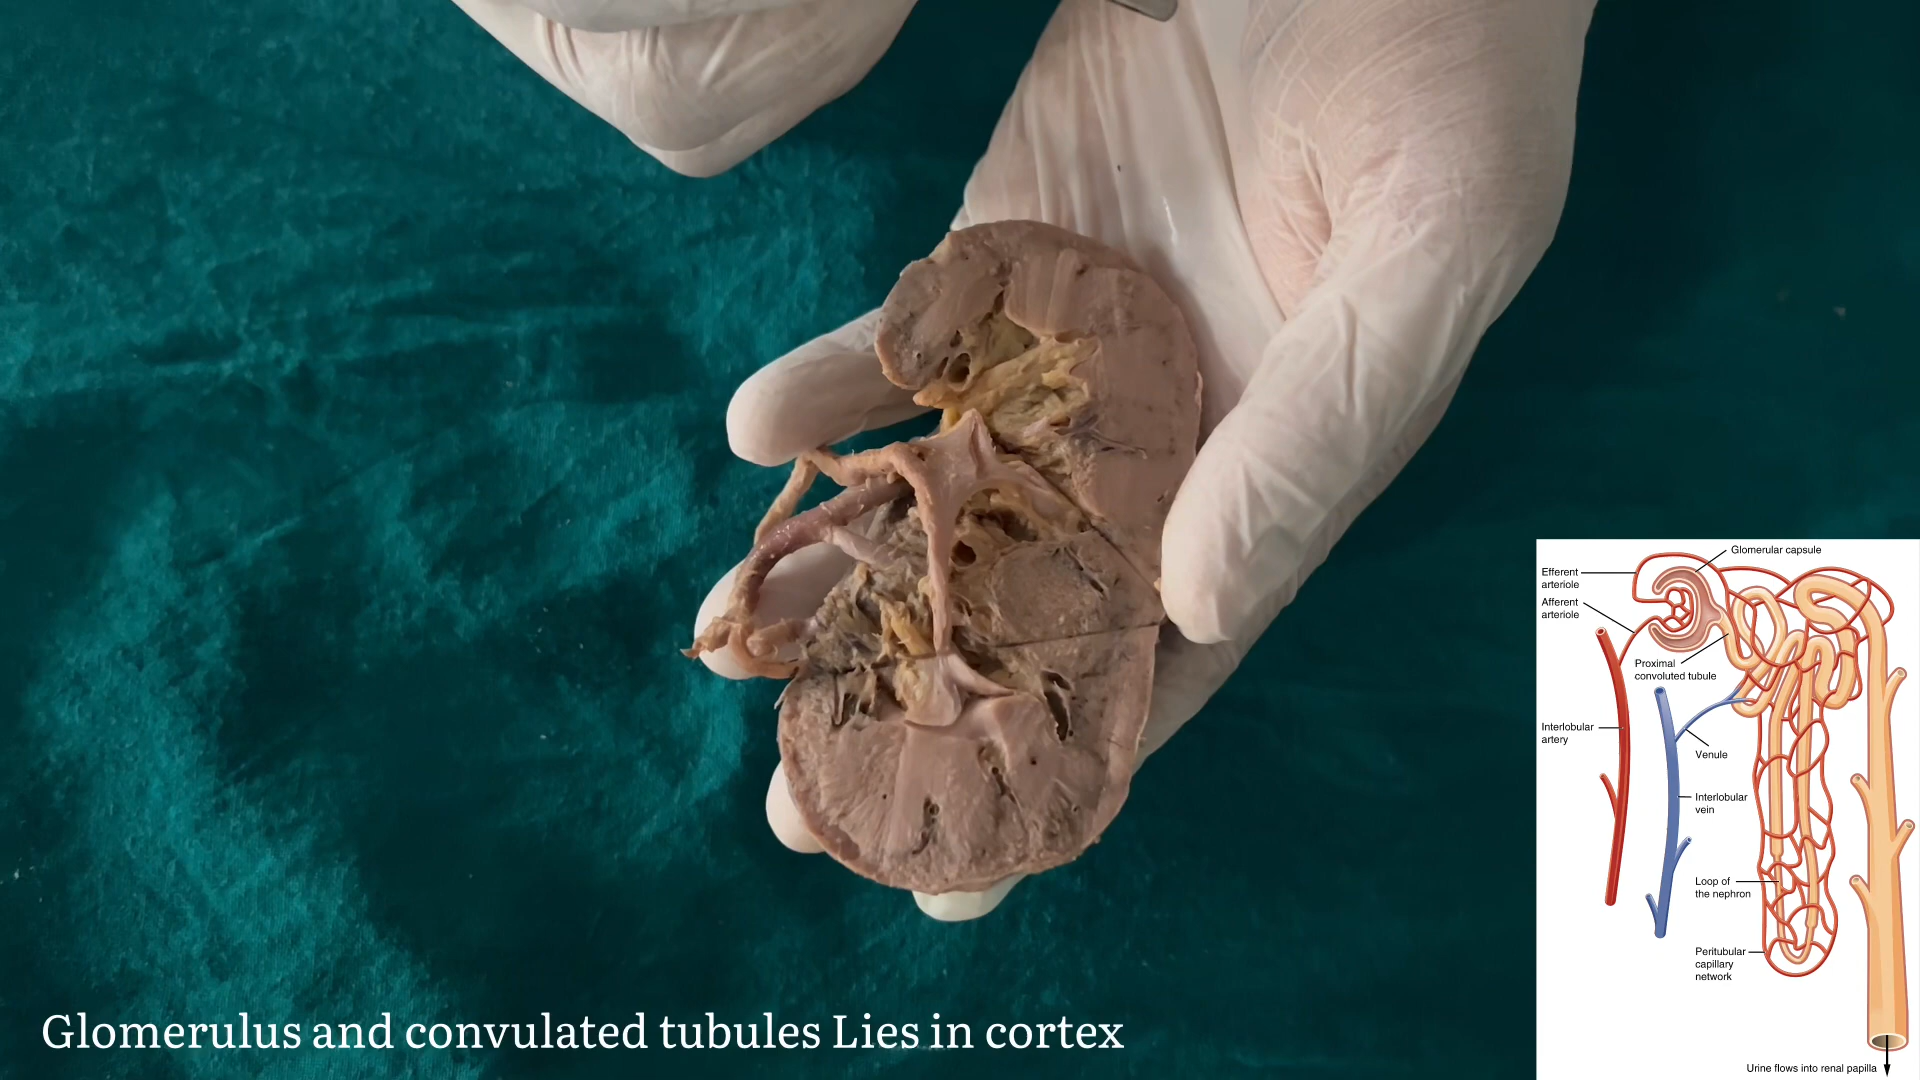 Glomerular capsule
Efferent
arteriole
Afferent
arteriole
Proximal
convoluted tubule
Interlobular
artery
Venule
Interlobular
vein
Loop of
the nephron
Peritubular
capillary
network
Urine flows into renal papilla
Glomerulus and convulated tubules Lies in cortex